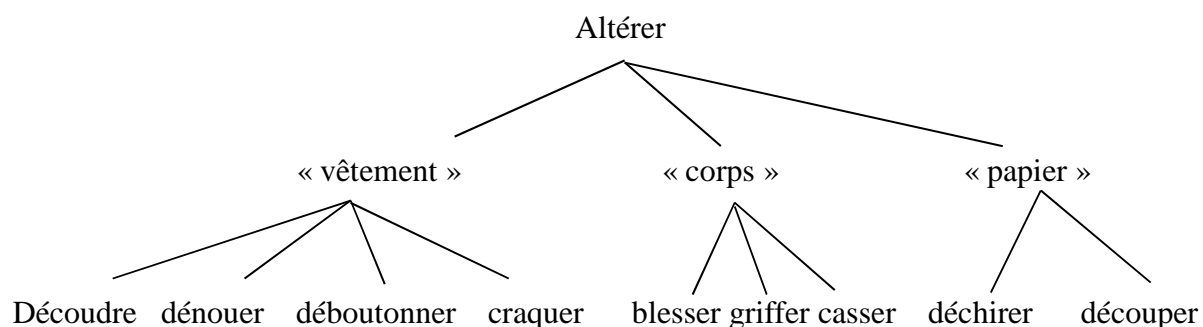 Altérer
« vêtement » « corps » « papier »
Découdre dénouer déboutonner craquer blesser griffer casser déchirer découper